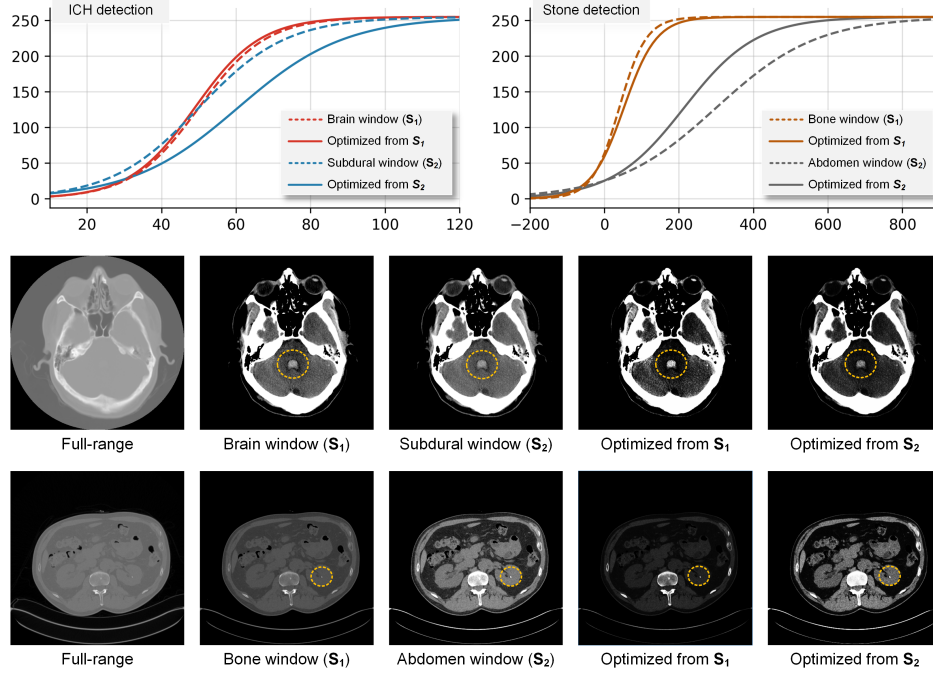 ICH detection
Stone detection
250
200
150
100
50
0
20
40
60
80
100
120
Brain window (S₁)
Optimized from S₁
Subdural window (S₂)
Optimized from S₂
250
200
150
100
50
0
−200
0
200
400
600
800
Bone window (S₁)
Optimized from S₁
Abdomen window (S₂)
Optimized from S₂
Full-range
Brain window (S₁)
Subdural window (S₂)
Optimized from S₁
Optimized from S₂
Full-range
Bone window (S₁)
Abdomen window (S₂)
Optimized from S₁
Optimized from S₂